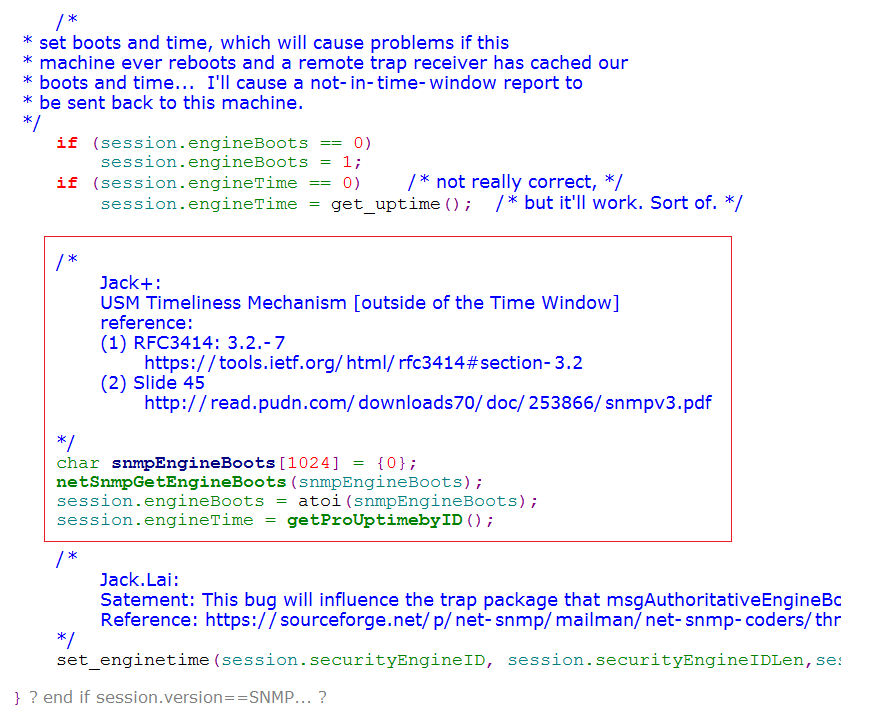 /*
* set boots and time, which will cause problems if this
* machine ever reboots and a remote trap receiver has cached our
* boots and time...  I'll cause a not-in-time-window report to
* be sent back to this machine.
*/
if (session.engineBoots == 0)
session.engineBoots = 1;
if (session.engineTime == 0)     /* not really correct, */
session.engineTime = get_uptime();  /* but it'll work. Sort of. */
/*
Jack+:
USM Timeliness Mechanism [outside of the Time Window]
reference:
(1) RFC3414: 3.2.-7
https://tools.ietf.org/html/rfc3414#section-3.2
(2) Slide 45
http://read.pudn.com/downloads70/doc/253866/snmpv3.pdf
*/
char snmpEngineBoots[1024] = {0};
netSnmpGetEngineBoots(snmpEngineBoots);
session.engineBoots = atoi(snmpEngineBoots);
session.engineTime = getProUptimebyID();
/*
Jack.Lai:
Satement: This bug will influence the trap package that msgAuthoritativeEngineBo
Reference: https://sourceforge.net/p/net-snmp/mailman/net-snmp-coders/thr
*/
set_enginetime(session.securityEngineID, session.securityEngineIDLen,ses
} ? end if session.version==SNMP... ?